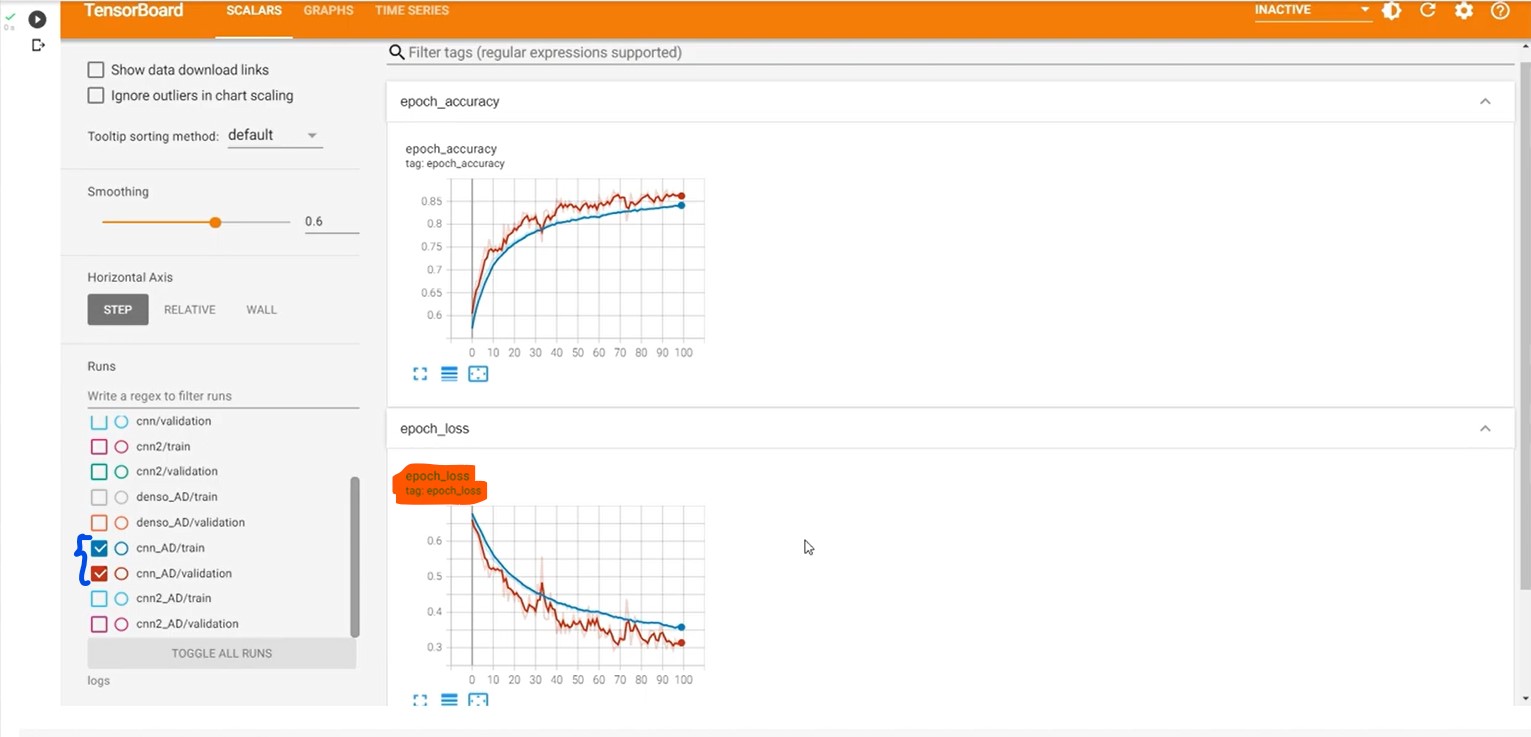 TensorBoard
SCALARS
GRAPHS
TIME SERIES
INACTIVE
0 s
Show data download links
Ignore outliers in chart scaling
Tooltip sorting method: default
Smoothing
0.6
Horizontal Axis
STEP
RELATIVE
WALL
Runs
Write a regex to filter runs
cnn/validation
cnn2/train
cnn2/validation
denso_AD/train
denso_AD/validation
cnn_AD/train
cnn_AD/validation
cnn2_AD/train
cnn2_AD/validation
TOGGLE ALL RUNS
logs
Filter tags (regular expressions supported)
epoch_accuracy
epoch_accuracy
tag: epoch_accuracy
0.85
0.8
0.75
0.7
0.65
0.6
0 10 20 30 40 50 60 70 80 90 100
epoch_loss
epoch_loss
tag: epoch_loss
0.6
0.5
0.4
0.3
0 10 20 30 40 50 60 70 80 90 100